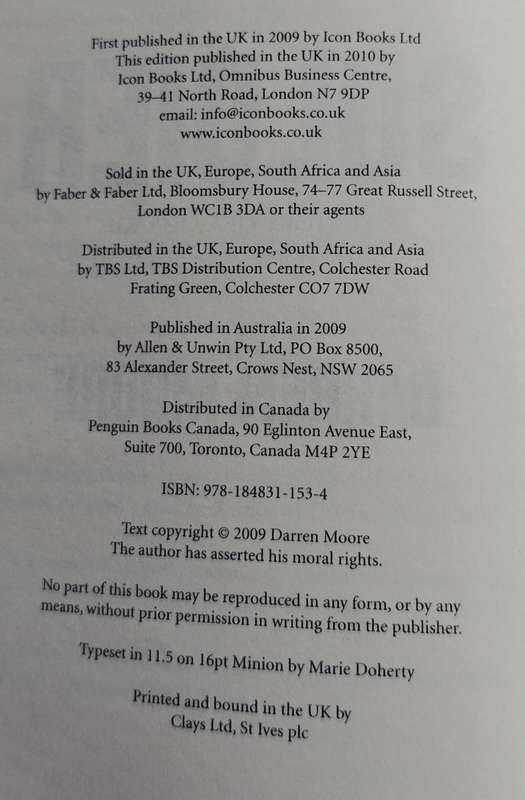 First published in the UK in 2009 by Icon Books Ltd
This edition published in the UK in 2010 by
Icon Books Ltd, Omnibus Business Centre,
39–41 North Road, London N7 9DP
email: info@iconbooks.co.uk
www.iconbooks.co.uk
Sold in the UK, Europe, South Africa and Asia
by Faber & Faber Ltd, Bloomsbury House, 74–77 Great Russell Street,
London WC1B 3DA or their agents
Distributed in the UK, Europe, South Africa and Asia
by TBS Ltd, TBS Distribution Centre, Colchester Road
Frating Green, Colchester CO7 7DW
Published in Australia in 2009
by Allen & Unwin Pty Ltd, PO Box 8500,
83 Alexander Street, Crows Nest, NSW 2065
Distributed in Canada by
Penguin Books Canada, 90 Eglinton Avenue East,
Suite 700, Toronto, Canada M4P 2YE
ISBN: 978-184831-153-4
Text copyright © 2009 Darren Moore
The author has asserted his moral rights.
No part of this book may be reproduced in any form, or by any
means, without prior permission in writing from the publisher.
Typeset in 11.5 on 16pt Minion by Marie Doherty
Printed and bound in the UK by
Clays Ltd, St Ives plc